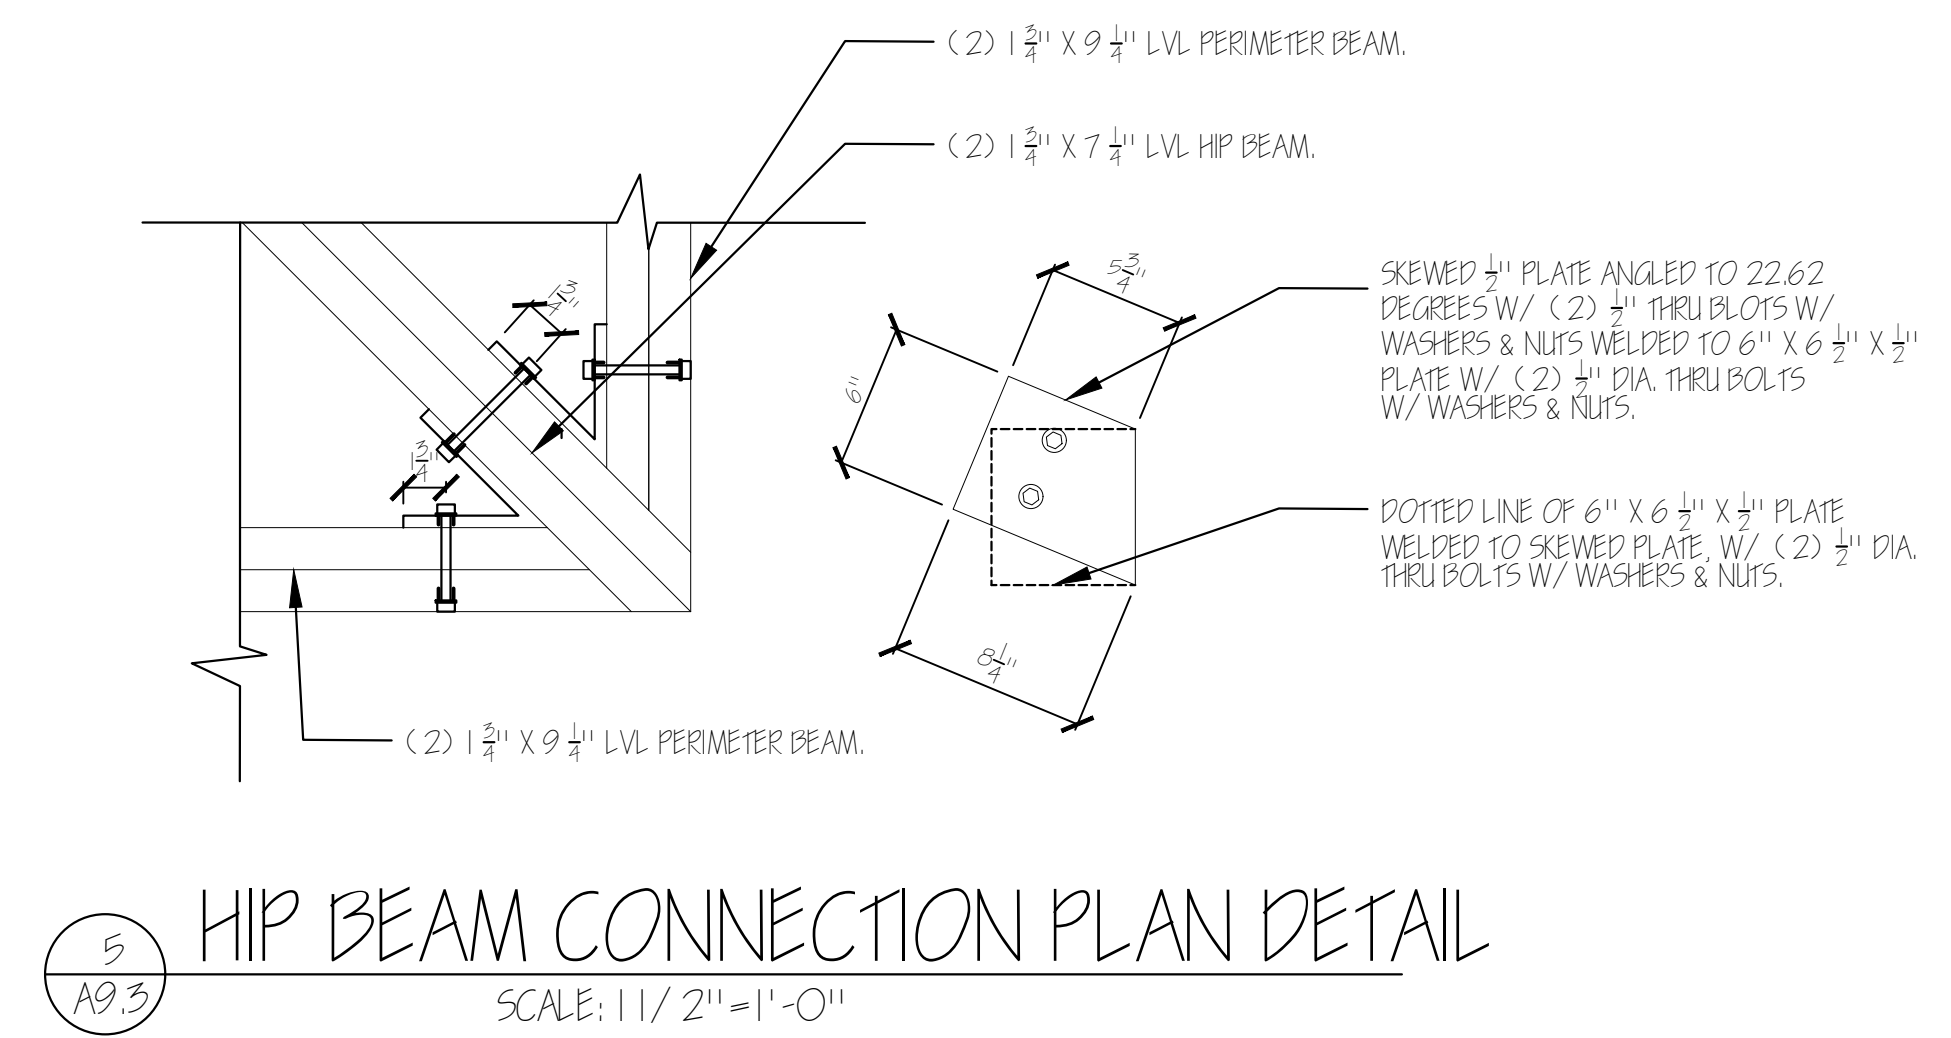 (2) 1 3/4" X 9 1/4" LVL PERIMETER BEAM.
(2) 1 3/4" X 7 1/4" LVL HIP BEAM.
1 3/4"
1 3/4"
5 3/4"
6"
8 1/4"
SKEWED 1/2" PLATE ANGLED TO 22.62
DEGREES W/ (2) 1/2" THRU BLOTS W/
WASHERS & NUTS WELDED TO 6" X 6 1/2" X 1/2"
PLATE W/ (2) 1/2" DIA. THRU BOLTS
W/ WASHERS & NUTS.
DOTTED LINE OF 6" X 6 1/2" X 1/2" PLATE
WELDED TO SKEWED PLATE, W/ (2) 1/2" DIA.
THRU BOLTS W/ WASHERS & NUTS.
(2) 1 3/4" X 9 1/4" LVL PERIMETER BEAM.
5
A9.3
HIP BEAM CONNECTION PLAN DETAIL
SCALE: 1 1/2"=1'-0"